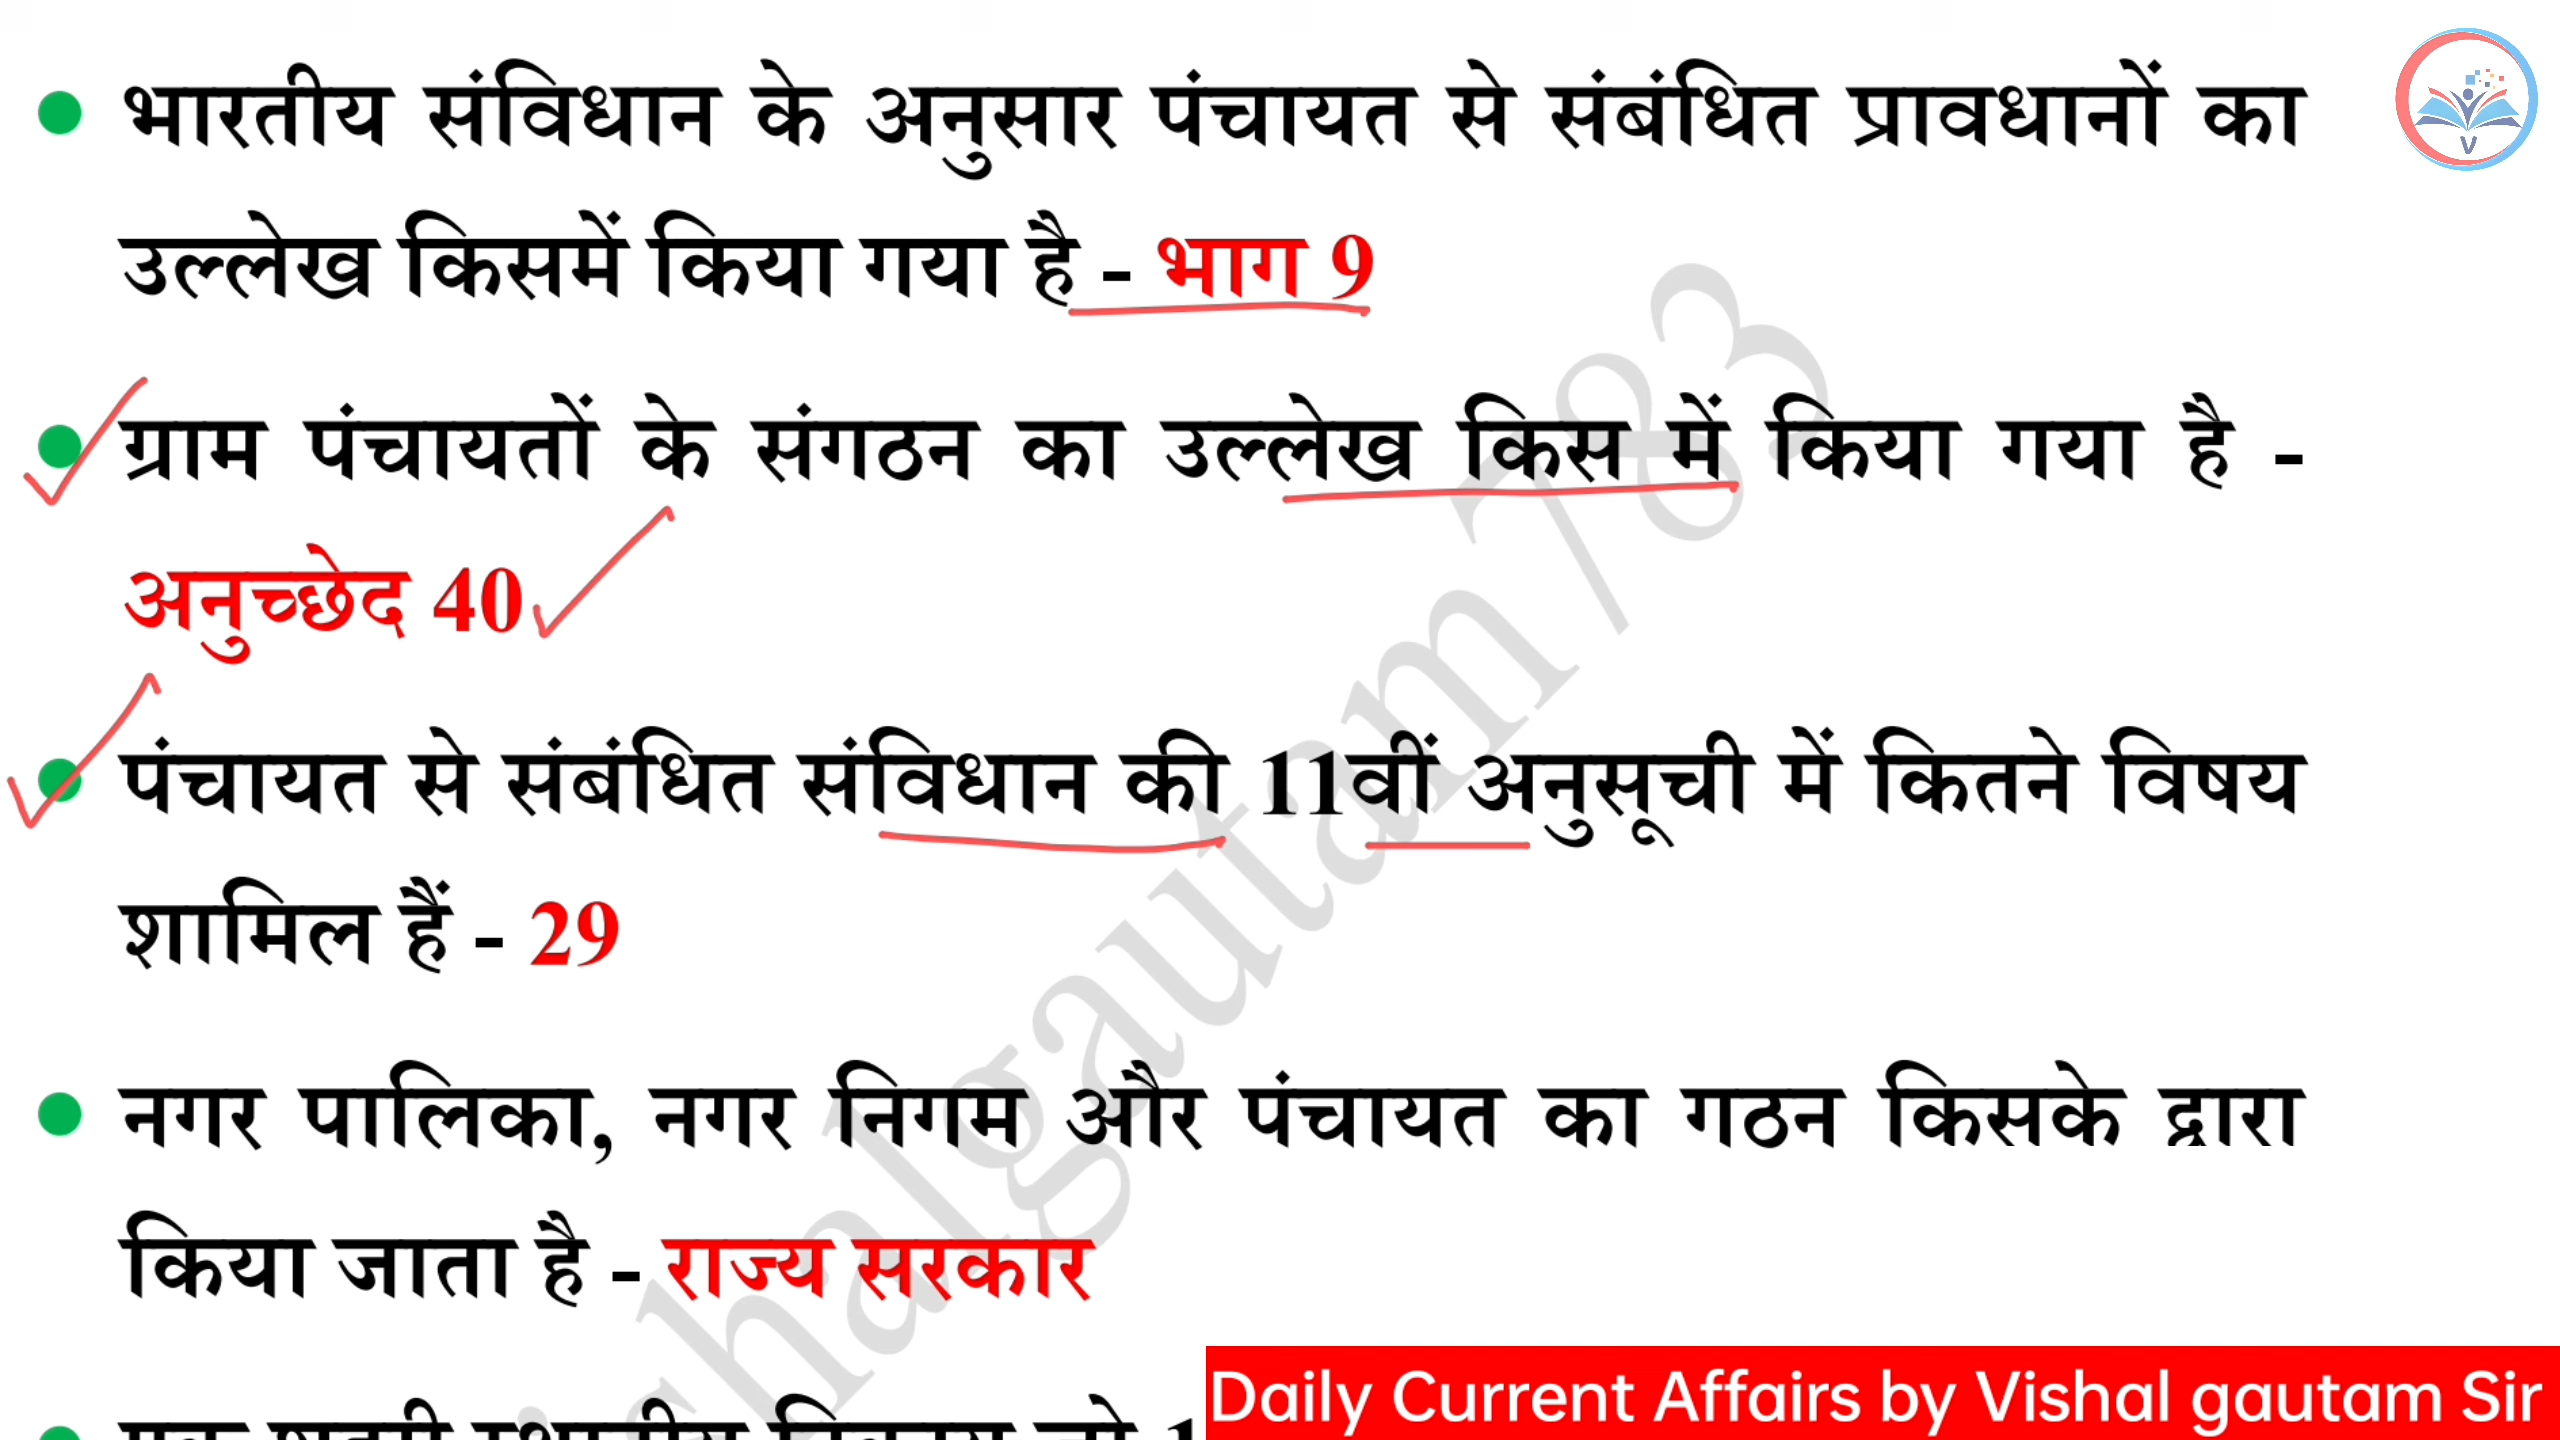 भारतीय संविधान के अनुसार पंचायत से संबंधित प्रावधानों का
उल्लेख किसमें किया गया है - भाग 9
ग्राम पंचायतों के संगठन का उल्लेख किस में किया गया है -
अनुच्छेद 40
पंचायत से संबंधित संविधान की 11वीं अनुसूची में कितने विषय
शामिल हैं - 29
नगर पालिका, नगर निगम और पंचायत का गठन किसके द्वारा
किया जाता है - राज्य सरकार
Daily Current Affairs by Vishal gautam Sir
ishalgautam783
V